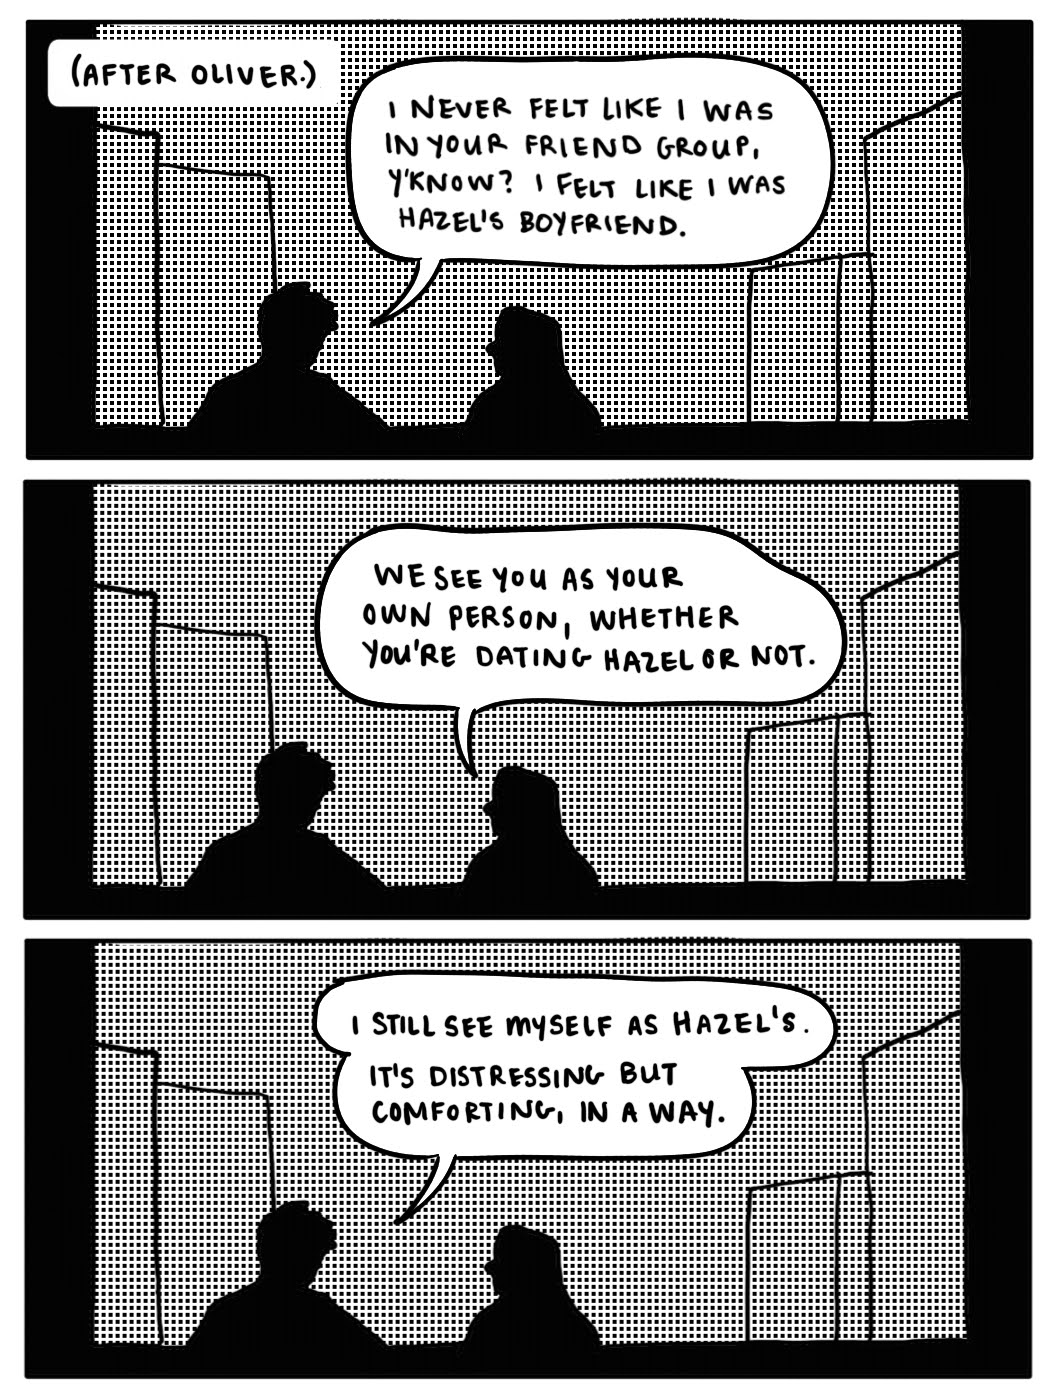 (AFTER OLIVER.)
I NEVER FELT LIKE I WAS
IN YOUR FRIEND GROUP,
Y'KNOW? I FELT LIKE I WAS
HAZEL'S BOYFRIEND.
WE SEE YOU AS YOUR
OWN PERSON, WHETHER
YOU'RE DATING HAZEL OR NOT.
I STILL SEE MYSELF AS HAZEL'S.
IT'S DISTRESSING BUT
COMFORTING, IN A WAY.